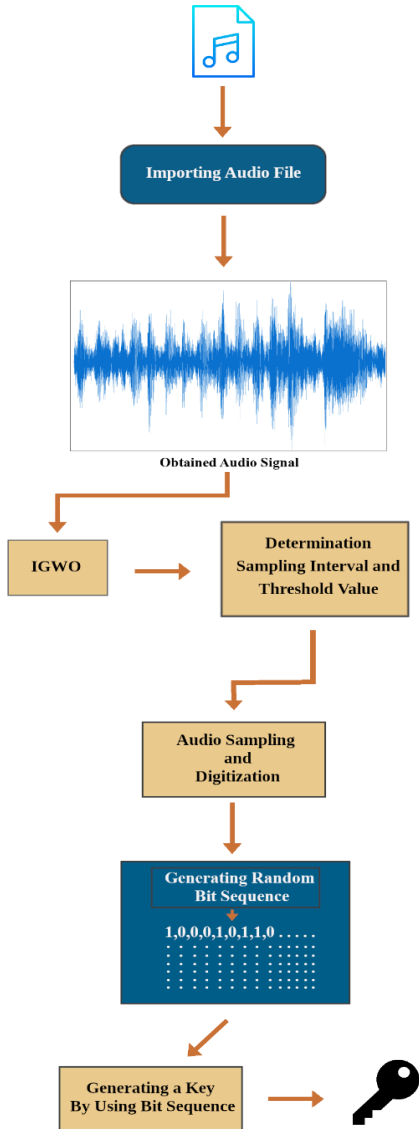 Importing Audio File
Obtained Audio Signal
IGWO
Determination
Sampling Interval and
Threshold Value
Audio Sampling
and
Digitization
Generating Random
Bit Sequence
1,0,0,0,1,0,1,1,0 . . . . .
Generating a Key
By Using Bit Sequence